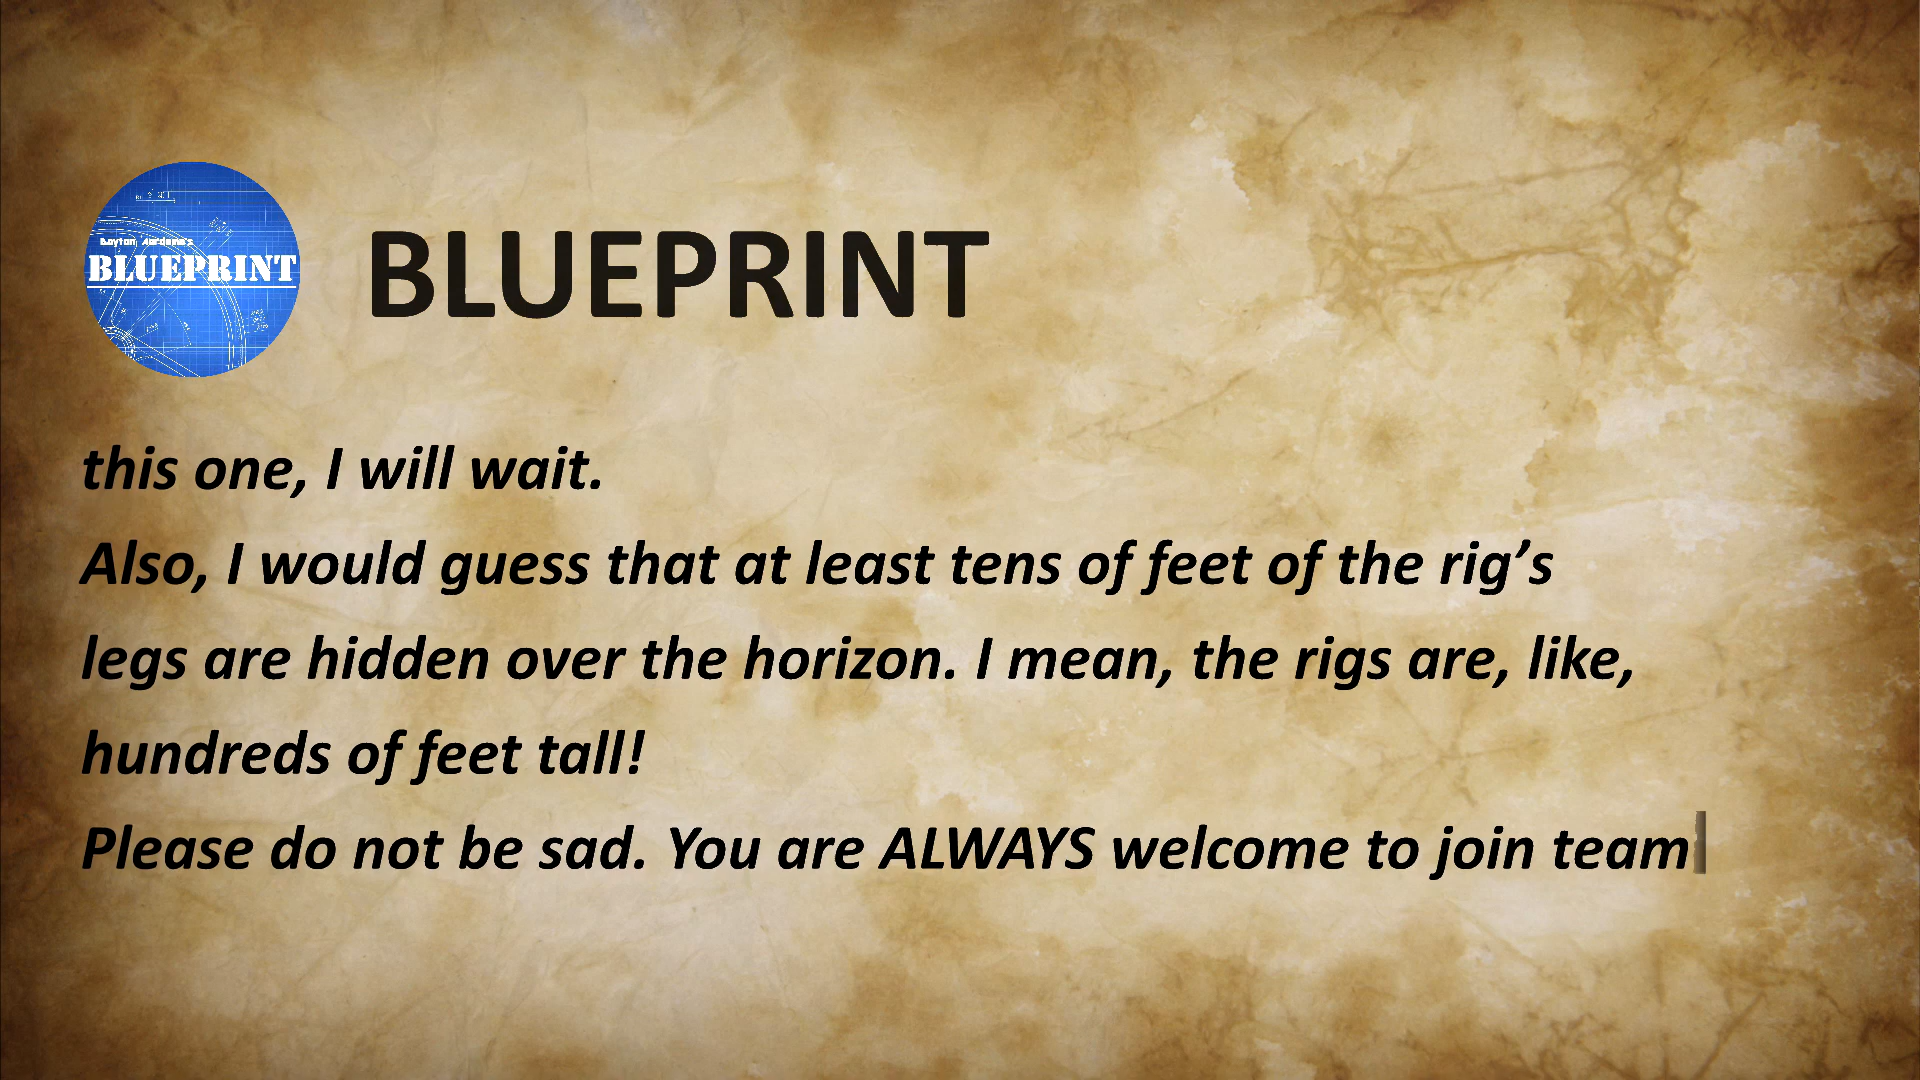 Dayton Aardema's
BLUEPRINT
BLUEPRINT
this one, I will wait.
Also, I would guess that at least tens of feet of the rig’s
legs are hidden over the horizon. I mean, the rigs are, like,
hundreds of feet tall!
Please do not be sad. You are ALWAYS welcome to join team